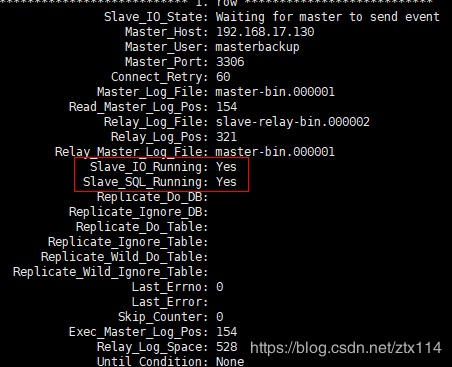 *************************** 1. row ***************************
Slave_IO_State: Waiting for master to send event
Master_Host: 192.168.17.130
Master_User: masterbackup
Master_Port: 3306
Connect_Retry: 60
Master_Log_File: master-bin.000001
Read_Master_Log_Pos: 154
Relay_Log_File: slave-relay-bin.000002
Relay_Log_Pos: 321
Relay_Master_Log_File: master-bin.000001
Slave_IO_Running: Yes
Slave_SQL_Running: Yes
Replicate_Do_DB:
Replicate_Ignore_DB:
Replicate_Do_Table:
Replicate_Ignore_Table:
Replicate_Wild_Do_Table:
Replicate_Wild_Ignore_Table:
Last_Errno: 0
Last_Error:
Skip_Counter: 0
Exec_Master_Log_Pos: 154
Relay_Log_Space: 528
https://blog.csdn.net/ztx114
Until_Condition: None